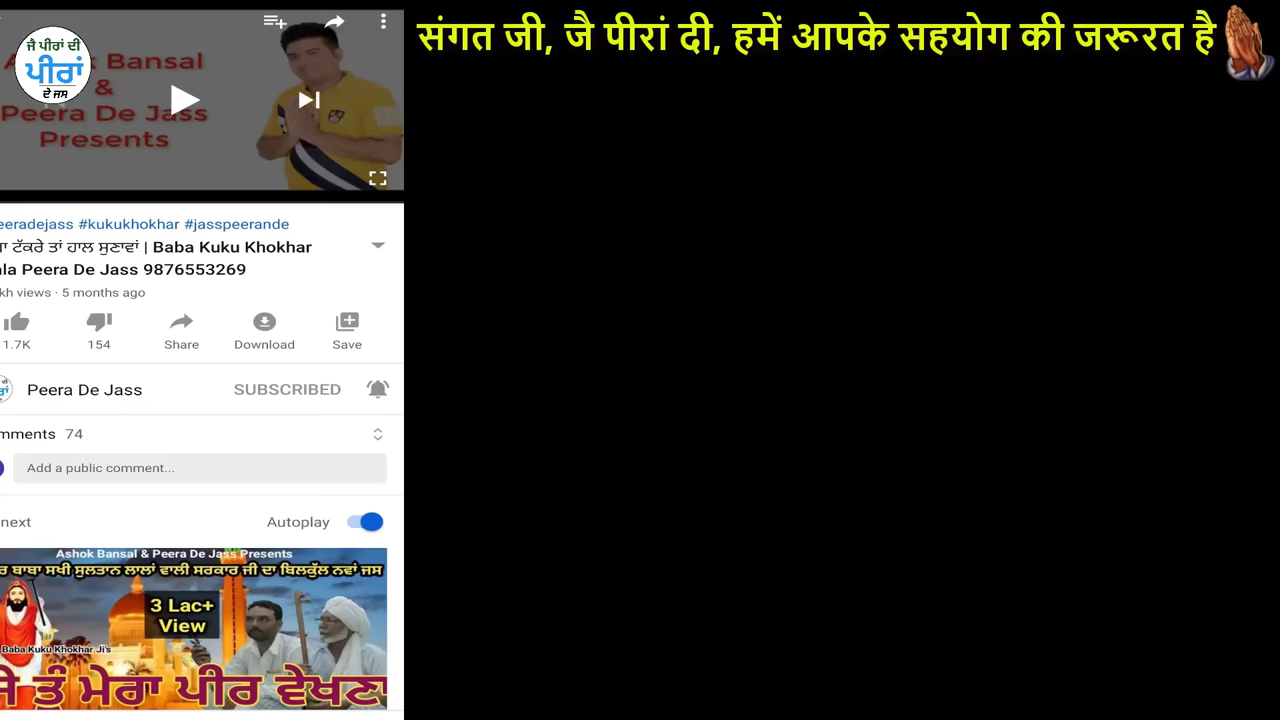 संगत जी, जै पीरां दी, हमें आपके सहयोग की जरूरत है
ਜੈ ਪੀਰਾਂ ਦੀ
ਪੀਰਾਂ
ਦੇ ਜਸ
Bansal
&
Peera De Jass
Presents
eeradejass #kukukhokhar #jasspeerande
ਾ ਟੱਕਰੇ ਤਾਂ ਹਾਲ ਸੁਣਾਵਾਂ | Baba Kuku Khokhar
ala Peera De Jass 9876553269
kh views · 5 months ago
1.7K 154 Share Download Save
Peera De Jass SUBSCRIBED
mments 74
Add a public comment...
next Autoplay
Ashok Bansal & Peera De Jass Presents
ਰ ਬਾਬਾ ਸਖੀ ਸੁਲਤਾਨ ਲਾਲਾਂ ਵਾਲੀ ਸਰਕਾਰ ਜੀ ਦਾ ਬਿਲਕੁੱਲ ਨਵਾਂ ਜਸ
3 Lac+
View
Baba Kuku Khokhar Ji's
ਜੇ ਤੂੰ ਮੇਰਾ ਪੀਰ ਵੇਖਣਾ